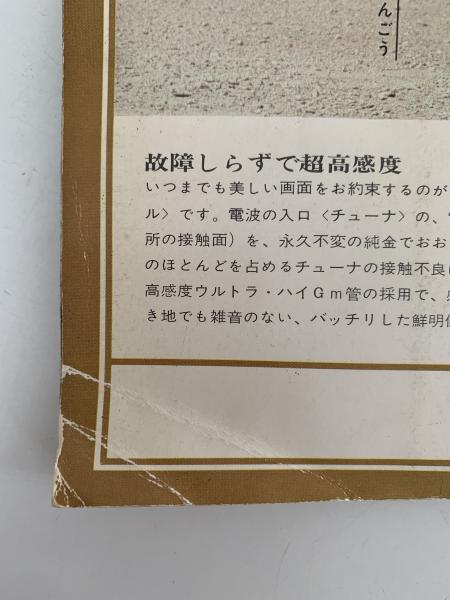 んごう
故障しらずで超高感度
いつまでも美しい画面をお約束するのが
ル〉です。電波の入口〈チューナ〉の、
所の接触面）を、永久不変の純金でおお
のほとんどを占めるチューナの接触不良
高感度ウルトラ・ハイＧｍ管の採用で、
き地でも雑音のない、バッチリした鮮明